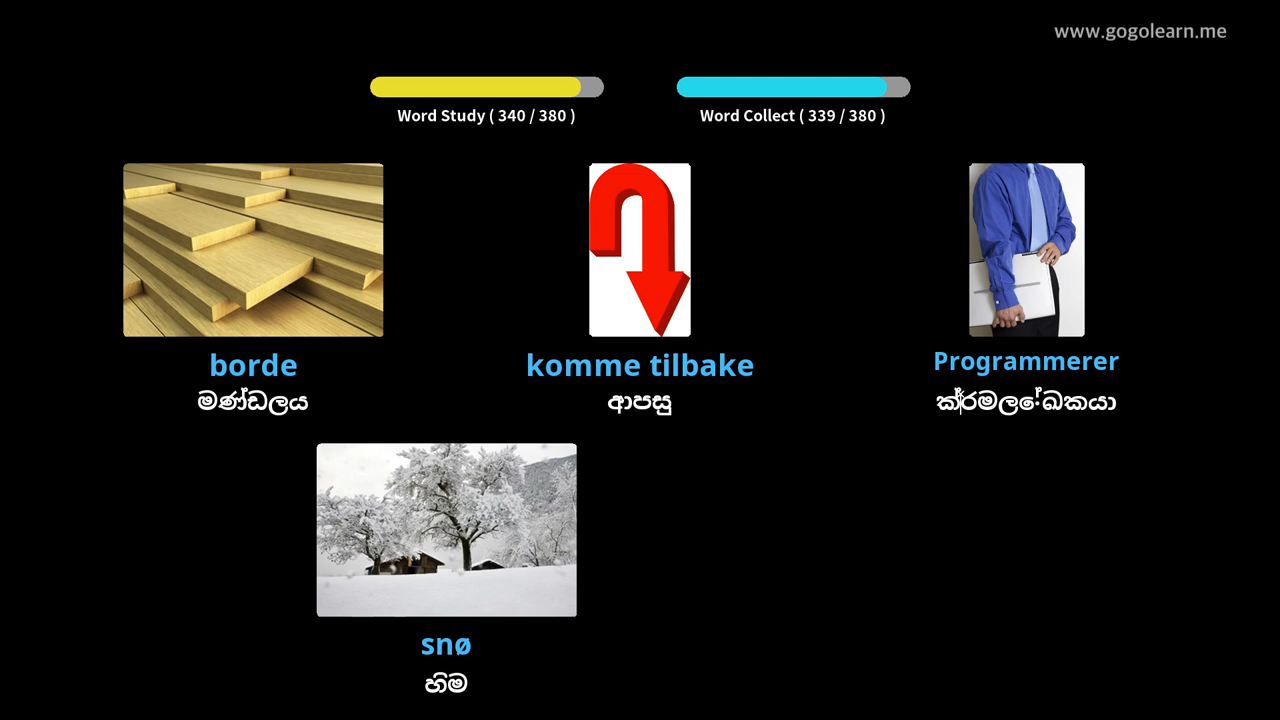 www.gogolearn.me
Word Study ( 340 / 380 )
Word Collect ( 339 / 380 )
borde
komme tilbake
Programmerer
මණ්ඩලය
ආපසු
ක්‍රමලේඛකයා
snø
හිම